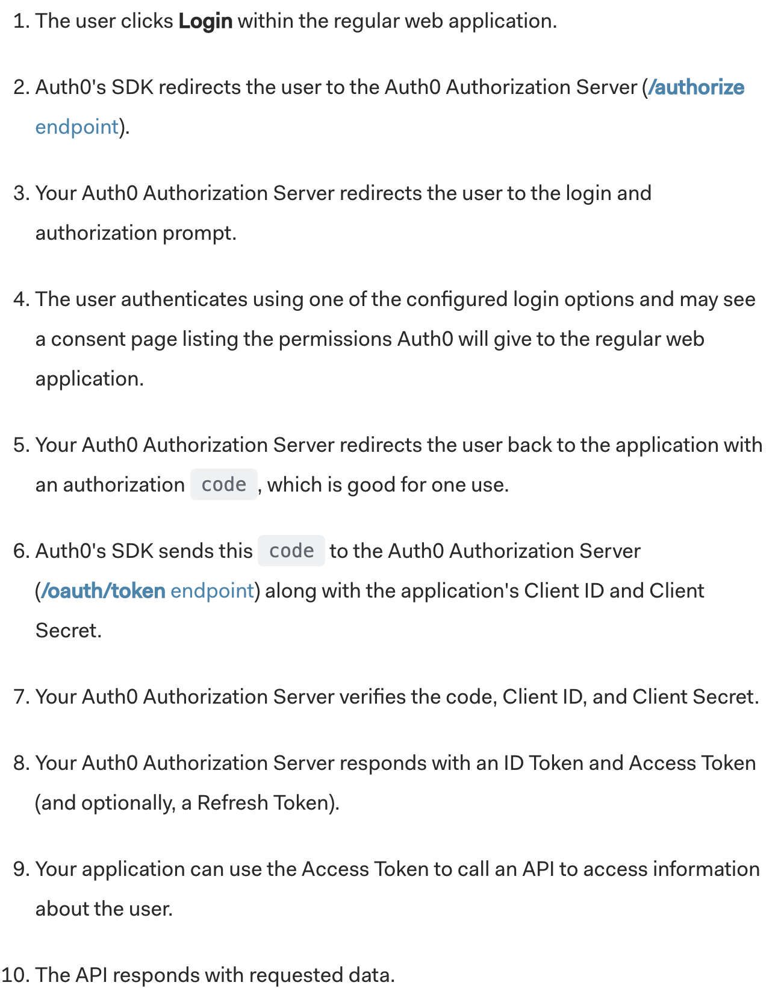 1. The user clicks Login within the regular web application.
2. Auth0's SDK redirects the user to the Auth0 Authorization Server (/authorize
endpoint).
3. Your Auth0 Authorization Server redirects the user to the login and
authorization prompt.
4. The user authenticates using one of the configured login options and may see
a consent page listing the permissions Auth0 will give to the regular web
application.
5. Your Auth0 Authorization Server redirects the user back to the application with
an authorization code , which is good for one use.
6. Auth0's SDK sends this code to the Auth0 Authorization Server
(/oauth/token endpoint) along with the application's Client ID and Client
Secret.
7. Your Auth0 Authorization Server verifies the code, Client ID, and Client Secret.
8. Your Auth0 Authorization Server responds with an ID Token and Access Token
(and optionally, a Refresh Token).
9. Your application can use the Access Token to call an API to access information
about the user.
10. The API responds with requested data.